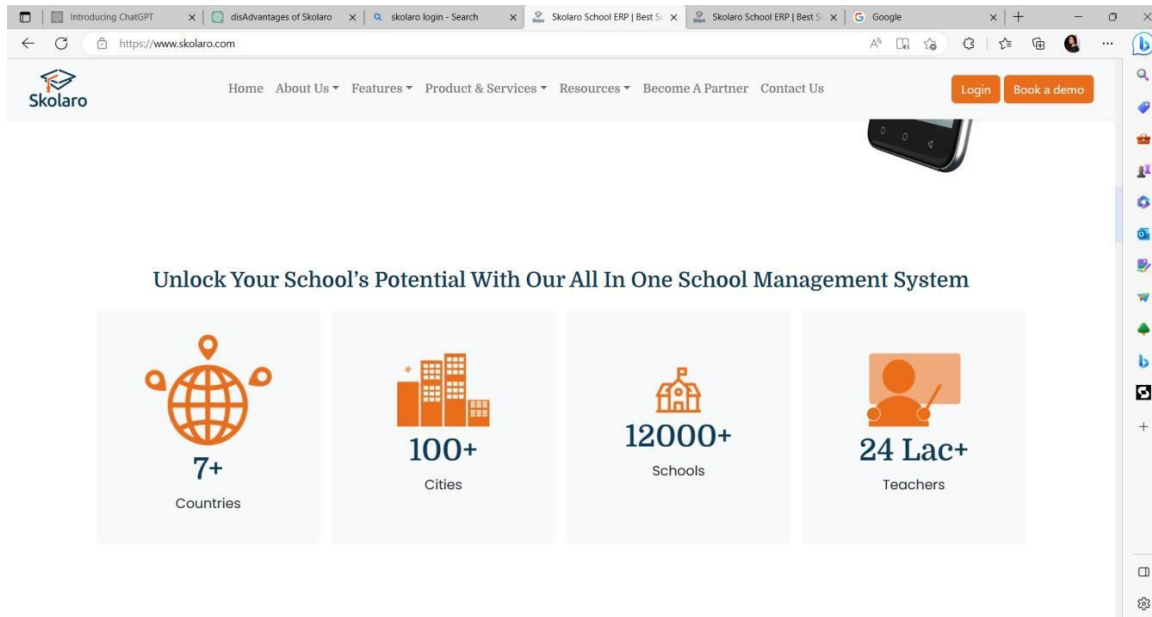 Introducing ChatGPT
disAdvantages of Skolaro
skolaro login - Search
Skolaro School ERP | Best Sc
Skolaro School ERP | Best Sc
Google
https://www.skolaro.com
Skolaro
Home About Us Features Product & Services Resources Become A Partner Contact Us
Login Book a demo
Unlock Your School's Potential With Our All In One School Management System
7+
Countries
100+
Cities
12000+
Schools
24 Lac+
Teachers